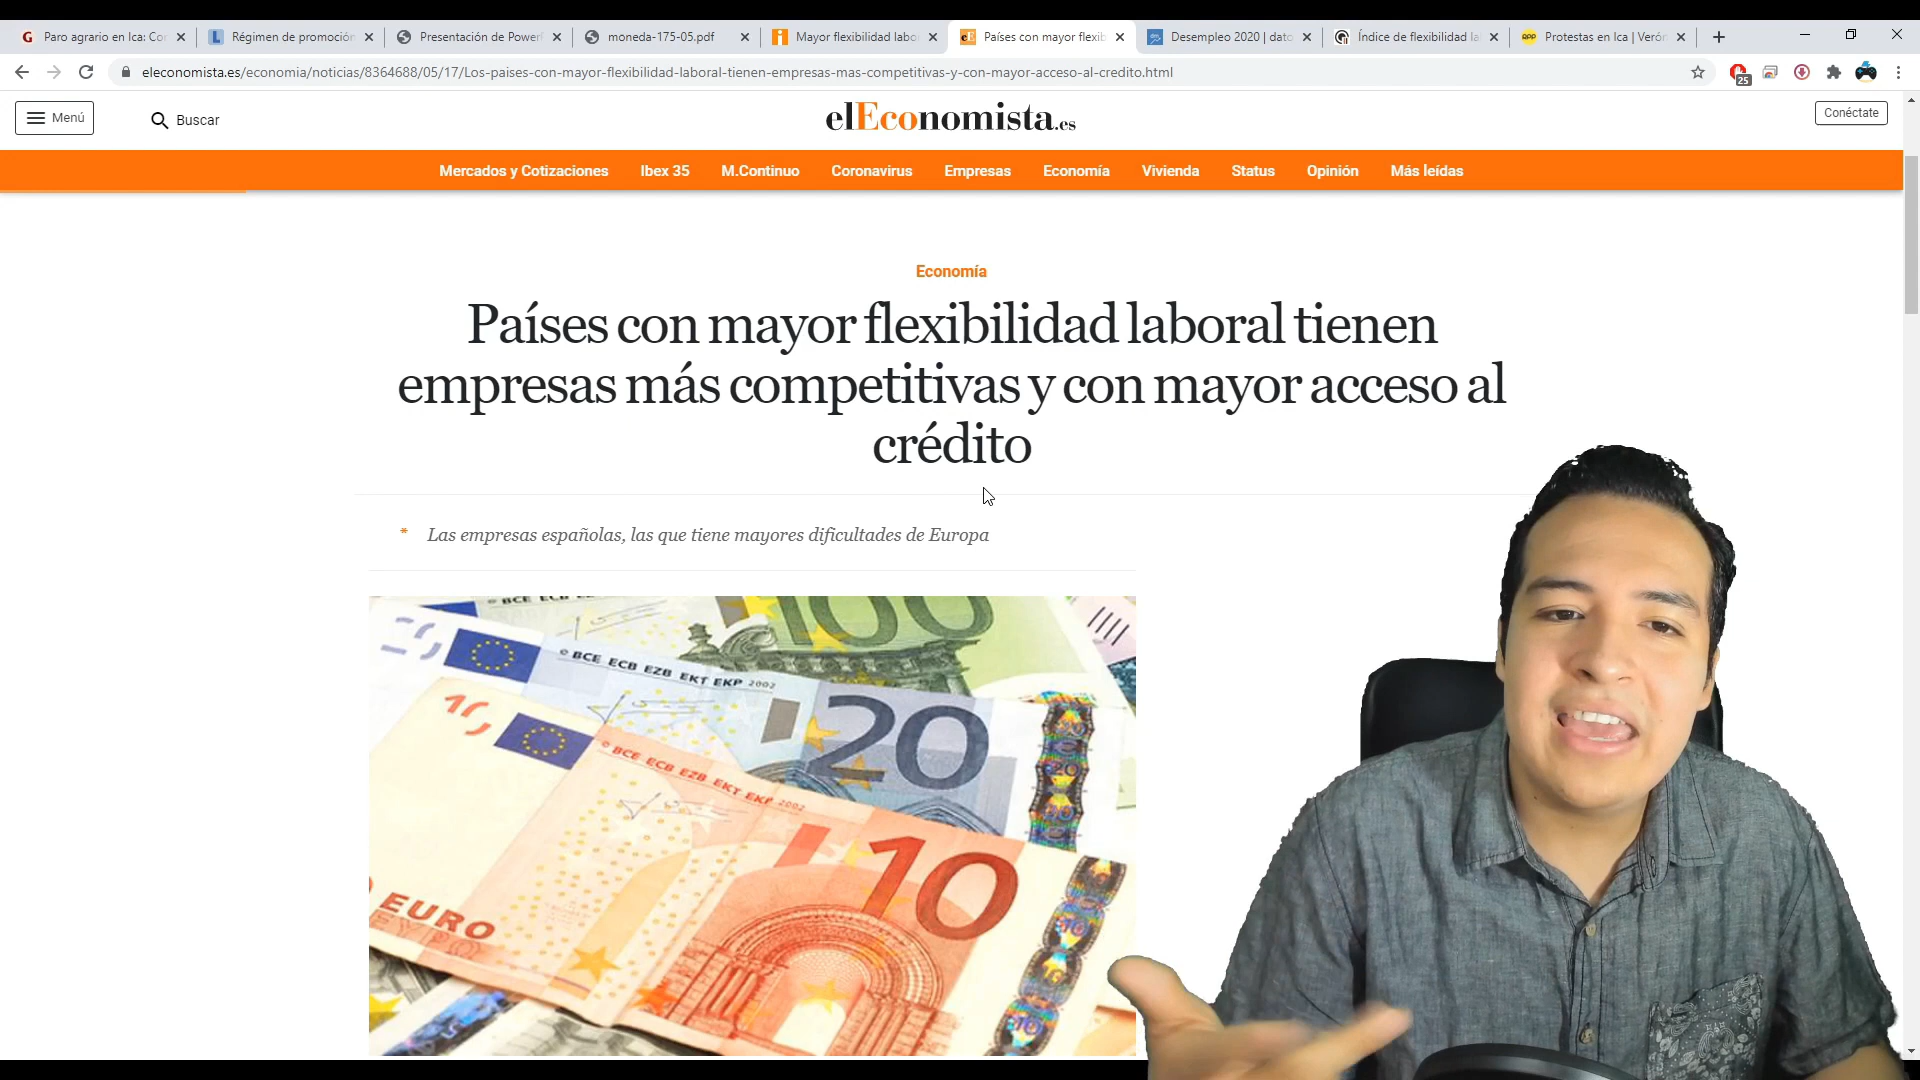 Paro agrario en Ica: Co
Régimen de promoción
Presentación de Power
moneda-175-05.pdf
Mayor flexibilidad labo
Países con mayor flexib
Desempleo 2020 | dato
Índice de flexibilidad la
Protestas en Ica | Veró
eleconomista.es/economia/noticias/8364688/05/17/Los-paises-con-mayor-flexibilidad-laboral-tienen-empresas-mas-competitivas-y-con-mayor-acceso-al-credito.html
25
Menú
Buscar
elEconomista.es
Conéctate
Mercados y Cotizaciones
Ibex 35
M.Continuo
Coronavirus
Empresas
Economía
Vivienda
Status
Opinión
Más leídas
Economía
Países con mayor flexibilidad laboral tienen
empresas más competitivas y con mayor acceso al
crédito
* Las empresas españolas, las que tiene mayores dificultades de Europa
100
© BCE ECB EZB EKT EKP 2002
20
© BCE ECB EZB EKT EKP 2002
10
EURO